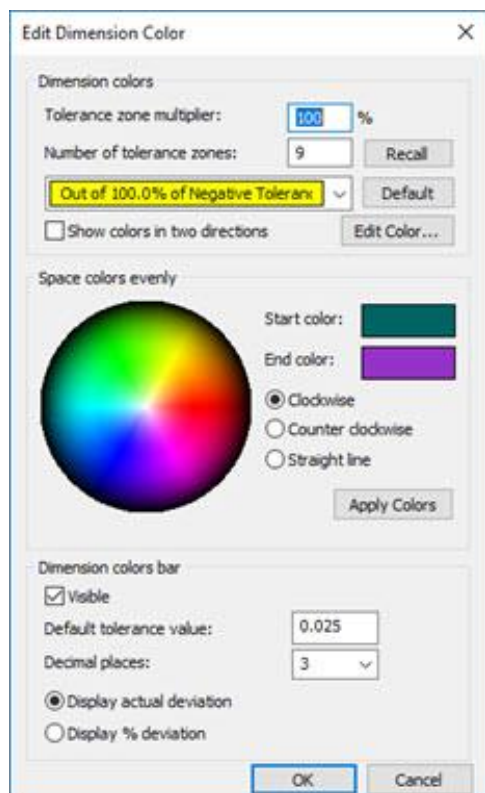 Edit Dimension Color
Dimension colors
Tolerance zone multiplier: 100 %
Number of tolerance zones: 9 Recall
Out of 100.0% of Negative Toleranc Default
Show colors in two directions Edit Color...
Space colors evenly
Start color:
End color:
Clockwise
Counter clockwise
Straight line
Apply Colors
Dimension colors bar
Visible
Default tolerance value: 0.025
Decimal places: 3
Display actual deviation
Display % deviation
OK Cancel